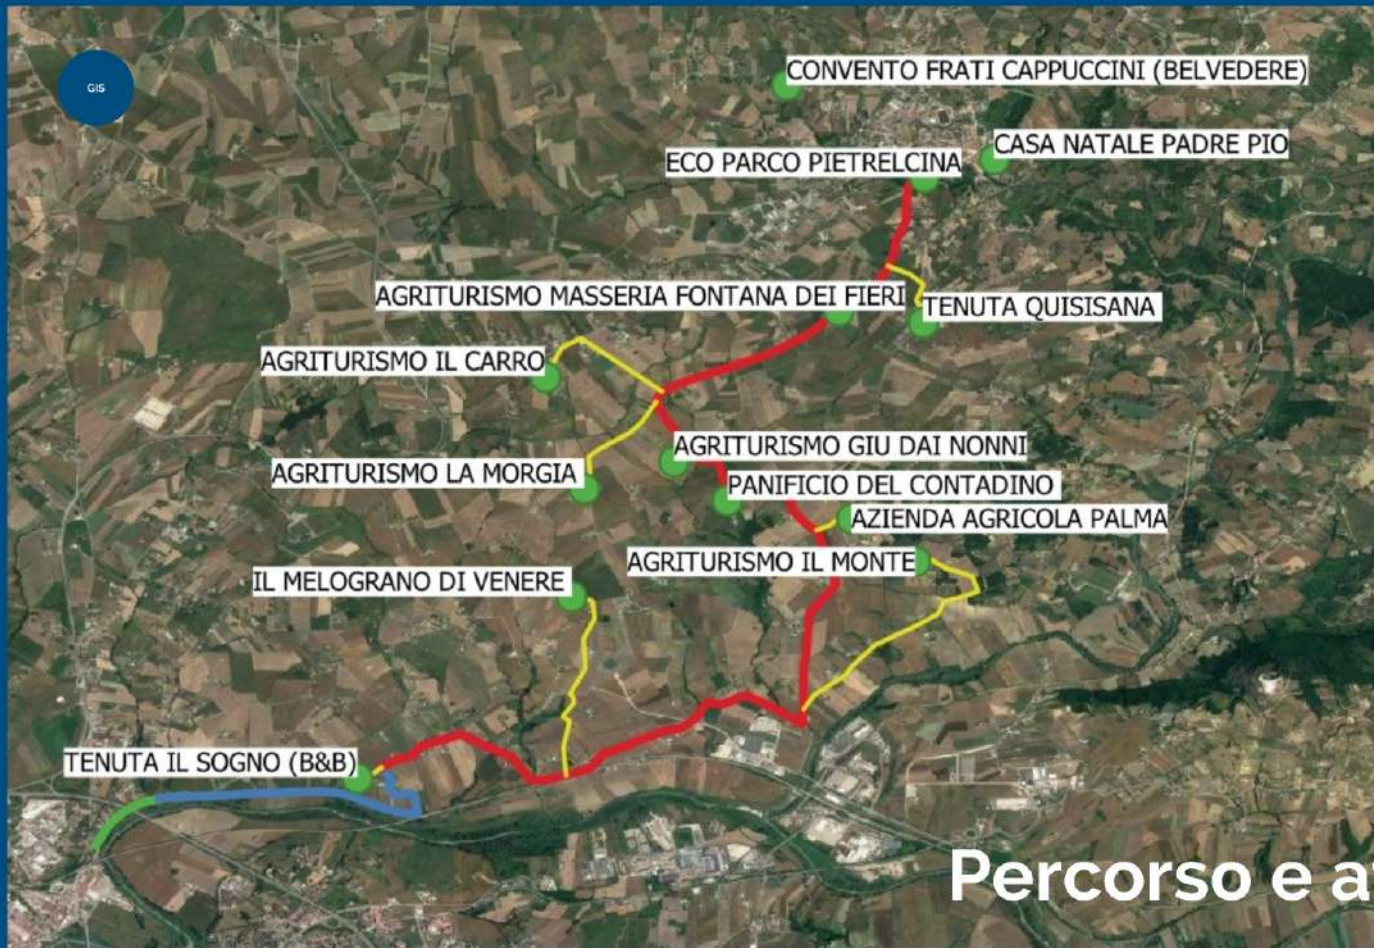 GIS
CONVENTO FRATI CAPPUCCINI (BELVEDERE)
CASA NATALE PADRE PIO
ECO PARCO PIETRELCINA
AGRITURISMO MASSERIA FONTANA DEI FIERI
TENUTA QUISISANA
AGRITURISMO IL CARRO
AGRITURISMO GIU DAI NONNI
AGRITURISMO LA MORGIA
PANIFICIO DEL CONTADINO
AZIENDA AGRICOLA PALMA
AGRITURISMO IL MONTE
IL MELOGRANO DI VENERE
TENUTA IL SOGNO (B&B)
Percorso e